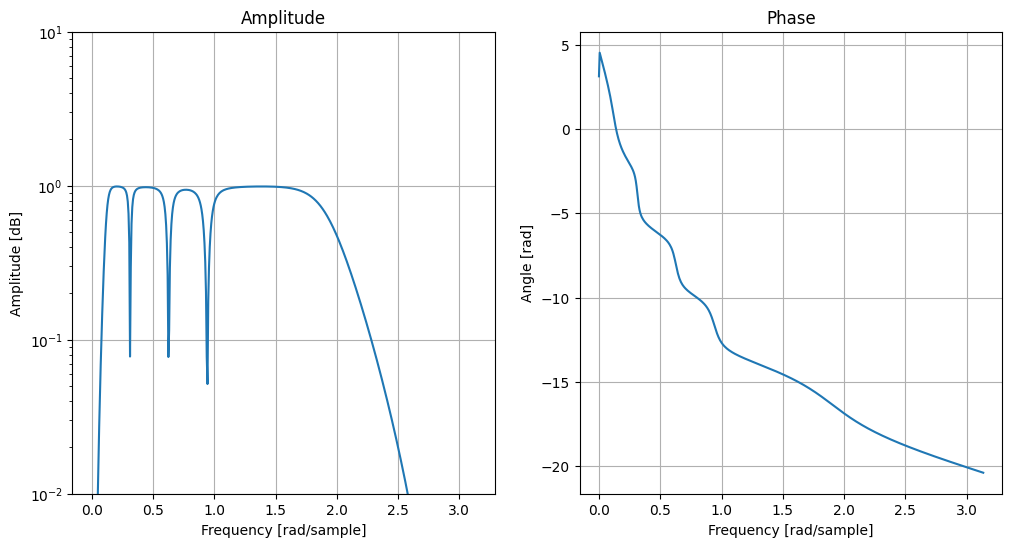 Amplitude
Amplitude [dB]
10^1
10^0
10^-1
10^-2
0.0 0.5 1.0 1.5 2.0 2.5 3.0
Frequency [rad/sample]
Phase
Angle [rad]
5
0
−5
−10
−15
−20
0.0 0.5 1.0 1.5 2.0 2.5 3.0
Frequency [rad/sample]